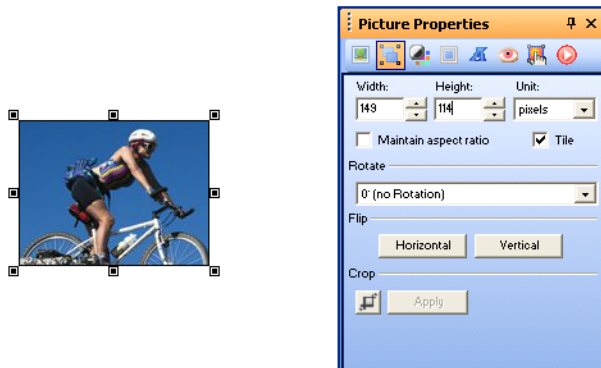 Picture Properties
Width: Height: Unit:
149 114 pixels
Maintain aspect ratio Tile
Rotate
0° (no Rotation)
Flip
Horizontal Vertical
Crop
Apply